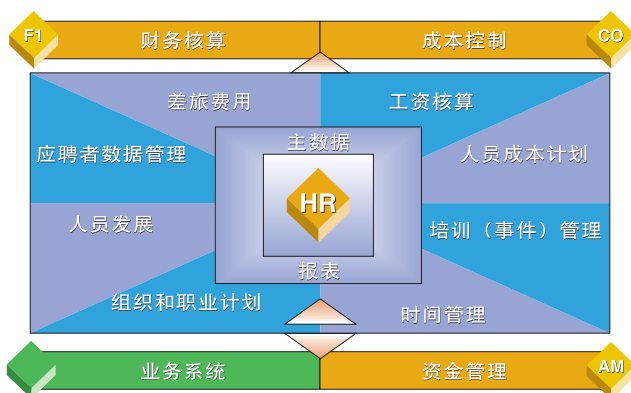 F1
财务核算
成本控制
CO
差旅费用
工资核算
应聘者数据管理
主数据
人员成本计划
HR
人员发展
培训（事件）管理
报表
组织和职业计划
时间管理
业务系统
资金管理
AM